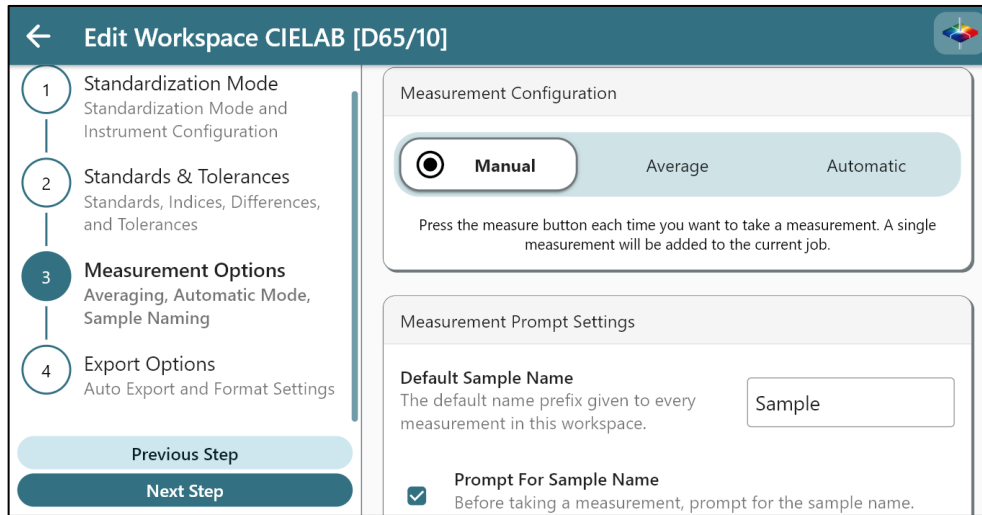 Edit Workspace CIELAB [D65/10]
1
Standardization Mode
Standardization Mode and
Instrument Configuration
2
Standards & Tolerances
Standards, Indices, Differences,
and Tolerances
3
Measurement Options
Averaging, Automatic Mode,
Sample Naming
4
Export Options
Auto Export and Format Settings
Previous Step
Next Step
Measurement Configuration
Manual
Average
Automatic
Press the measure button each time you want to take a measurement. A single
measurement will be added to the current job.
Measurement Prompt Settings
Default Sample Name
The default name prefix given to every
measurement in this workspace.
Sample
Prompt For Sample Name
Before taking a measurement, prompt for the sample name.